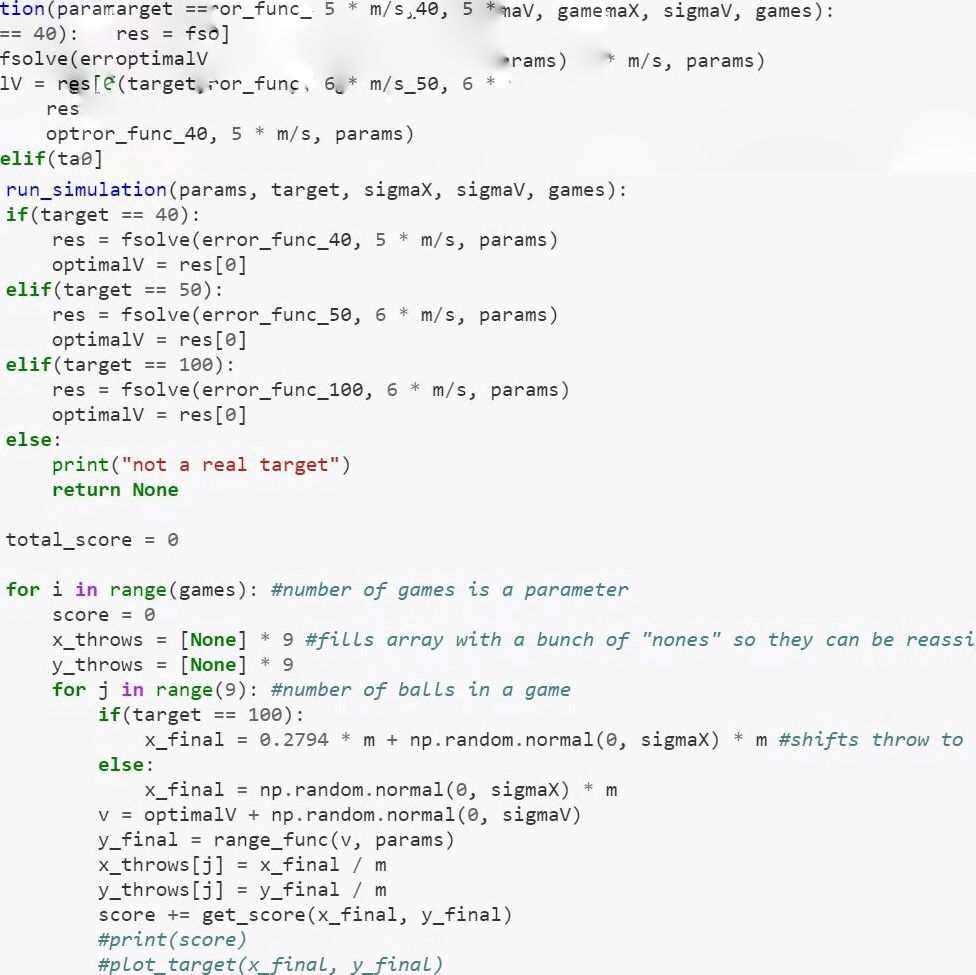 tion(paramarget ==ror_func_ 5 * m/s,40, 5 *maV, gamemaX, sigmaV, games):
== 40):   res = fso]
fsolve(erroptimalV rams) * m/s, params)
lV = res[0(target,ror_func, 6 * m/s_50, 6 *
    res
    optror_func_40, 5 * m/s, params)
elif(ta0]
run_simulation(params, target, sigmaX, sigmaV, games):
if(target == 40):
    res = fsolve(error_func_40, 5 * m/s, params)
    optimalV = res[0]
elif(target == 50):
    res = fsolve(error_func_50, 6 * m/s, params)
    optimalV = res[0]
elif(target == 100):
    res = fsolve(error_func_100, 6 * m/s, params)
    optimalV = res[0]
else:
    print("not a real target")
    return None

total_score = 0

for i in range(games): #number of games is a parameter
    score = 0
    x_throws = [None] * 9 #fills array with a bunch of "nones" so they can be reassi
    y_throws = [None] * 9
    for j in range(9): #number of balls in a game
        if(target == 100):
            x_final = 0.2794 * m + np.random.normal(0, sigmaX) * m #shifts throw to
        else:
            x_final = np.random.normal(0, sigmaX) * m
        v = optimalV + np.random.normal(0, sigmaV)
        y_final = range_func(v, params)
        x_throws[j] = x_final / m
        y_throws[j] = y_final / m
        score += get_score(x_final, y_final)
        #print(score)
        #plot_target(x_final, y_final)